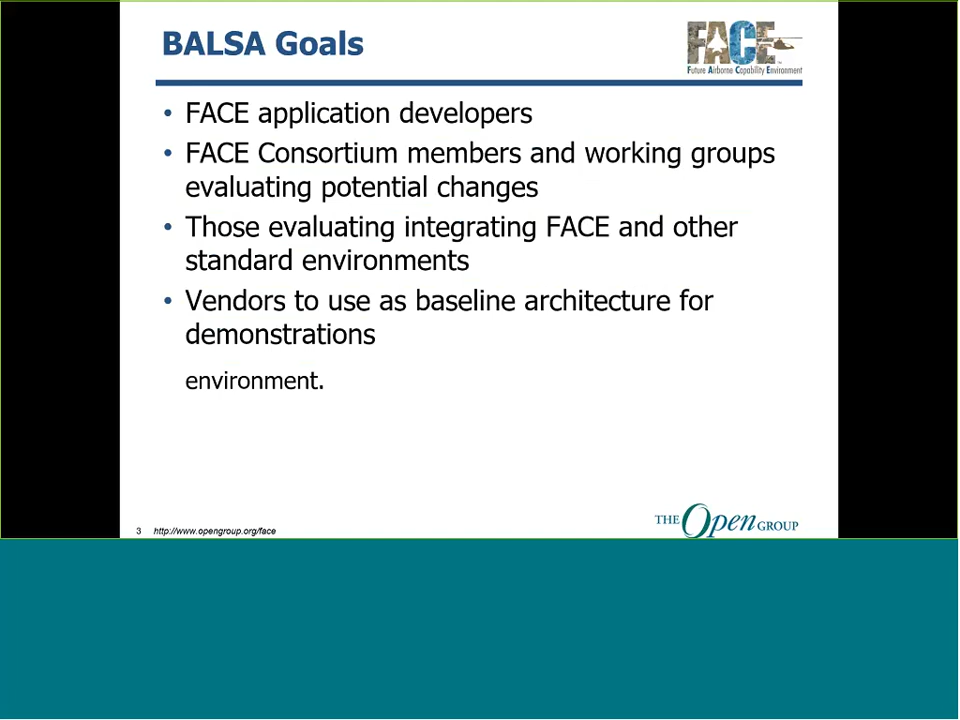 BALSA Goals
FACE
Future Airborne Capability Environment
• FACE application developers
• FACE Consortium members and working groups
evaluating potential changes
• Those evaluating integrating FACE and other
standard environments
• Vendors to use as baseline architecture for
demonstrations
environment.
3 http://www.opengroup.org/face
THE Open GROUP